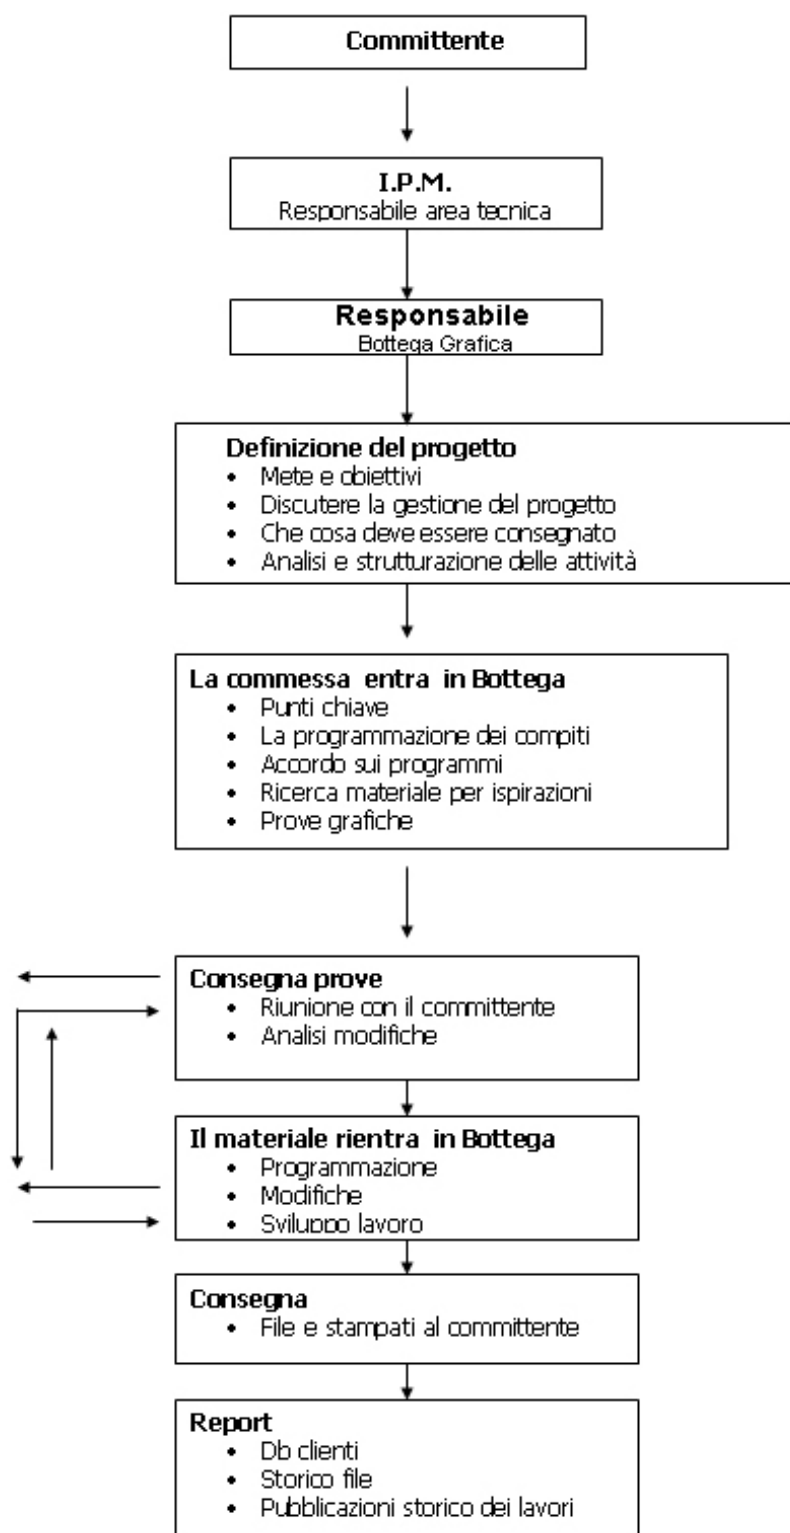 Committente
I.P.M.
Responsabile area tecnica
Responsabile
Bottega Grafica
Definizione del progetto
• Mete e obiettivi
• Discutere la gestione del progetto
• Che cosa deve essere consegnato
• Analisi e strutturazione delle attività
La commessa entra in Bottega
• Punti chiave
• La programmazione dei compiti
• Accordo sui programmi
• Ricerca materiale per ispirazioni
• Prove grafiche
Consegna prove
• Riunione con il committente
• Analisi modifiche
Il materiale rientra in Bottega
• Programmazione
• Modifiche
• Sviluppo lavoro
Consegna
• File e stampati al committente
Report
• Db clienti
• Storico file
• Pubblicazioni storico dei lavori